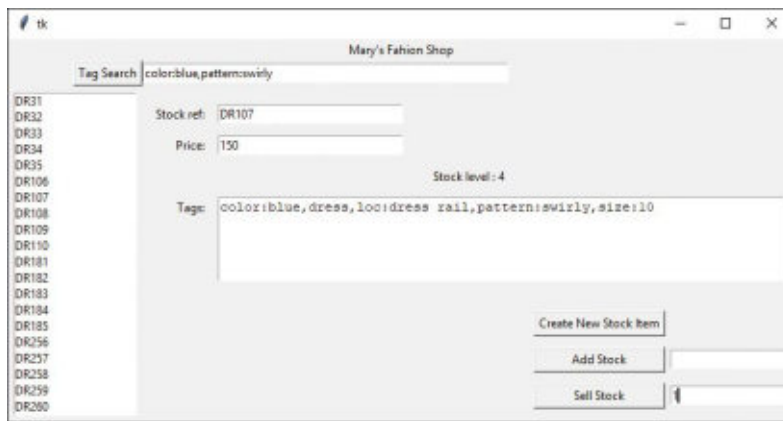 tk
Mary's Fahion Shop
Tag Search color:blue,pattern:swirly
DR31
DR32
DR33
DR34
DR35
DR106
DR107
DR108
DR109
DR110
DR181
DR182
DR183
DR184
DR185
DR256
DR257
DR258
DR259
DR260
Stock ref: DR107
Price: 150
Stock level : 4
Tags: color:blue,dress,loc:dress rail,pattern:swirly,size:10
Create New Stock Item
Add Stock
Sell Stock 1